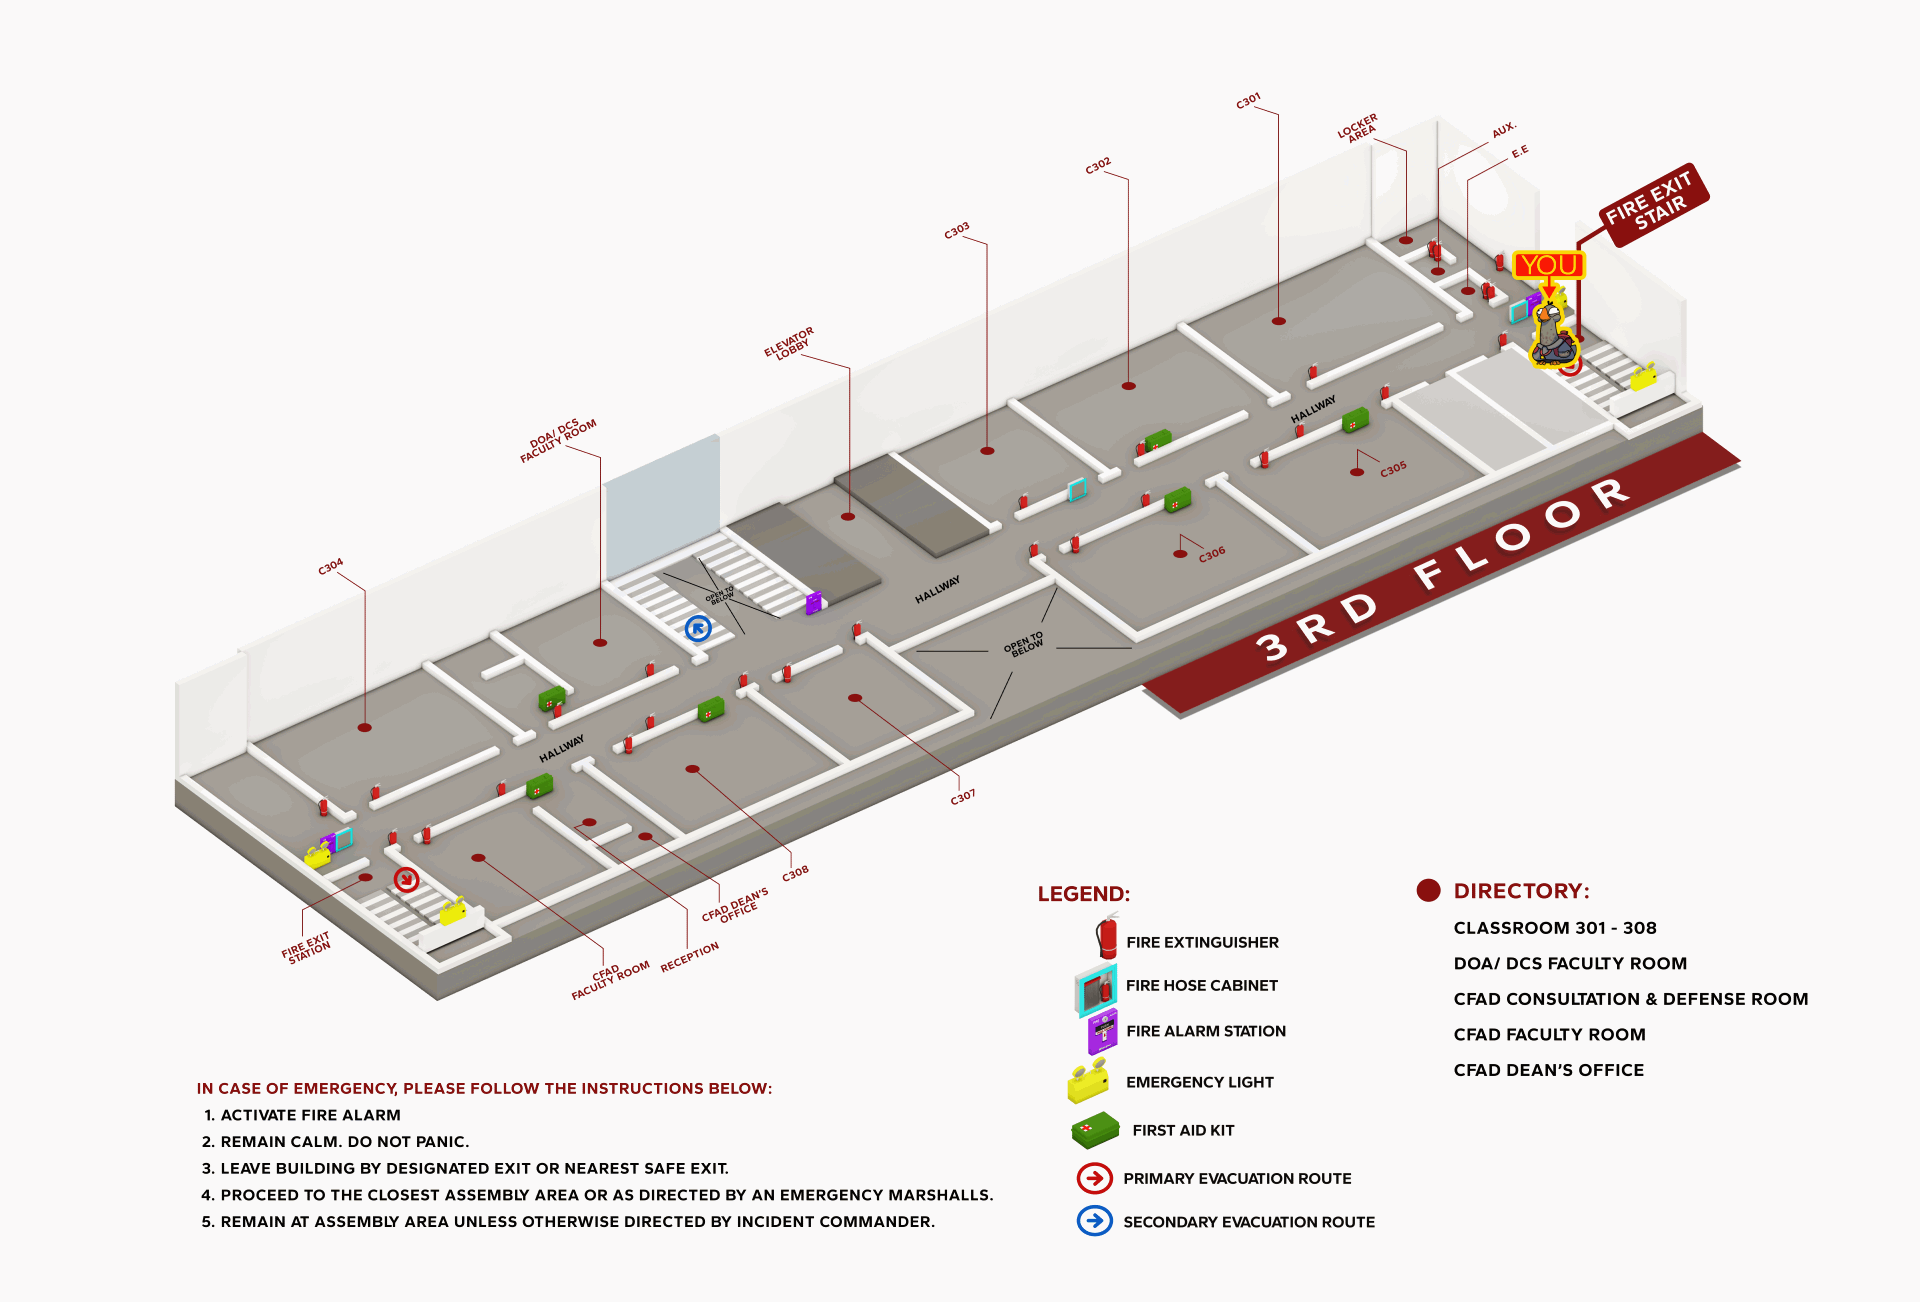 C301
LOCKER
AREA
AUX.
E.E
C302
FIRE EXIT
STAIR
C303
YOU
ELEVATOR
LOBBY
DOA/ DCS
FACULTY ROOM
HALLWAY
C305
C304
C306
OPEN TO
BELOW
HALLWAY
OPEN TO
BELOW
3RD FLOOR
HALLWAY
C307
C308
CFAD DEAN'S
OFFICE
FIRE EXIT
STATION
RECEPTION
CFAD
FACULTY ROOM
LEGEND:
FIRE EXTINGUISHER
FIRE HOSE CABINET
FIRE ALARM STATION
EMERGENCY LIGHT
FIRST AID KIT
PRIMARY EVACUATION ROUTE
SECONDARY EVACUATION ROUTE
DIRECTORY:
CLASSROOM 301 - 308
DOA/ DCS FACULTY ROOM
CFAD CONSULTATION & DEFENSE ROOM
CFAD FACULTY ROOM
CFAD DEAN'S OFFICE
IN CASE OF EMERGENCY, PLEASE FOLLOW THE INSTRUCTIONS BELOW:
1. ACTIVATE FIRE ALARM
2. REMAIN CALM. DO NOT PANIC.
3. LEAVE BUILDING BY DESIGNATED EXIT OR NEAREST SAFE EXIT.
4. PROCEED TO THE CLOSEST ASSEMBLY AREA OR AS DIRECTED BY AN EMERGENCY MARSHALLS.
5. REMAIN AT ASSEMBLY AREA UNLESS OTHERWISE DIRECTED BY INCIDENT COMMANDER.